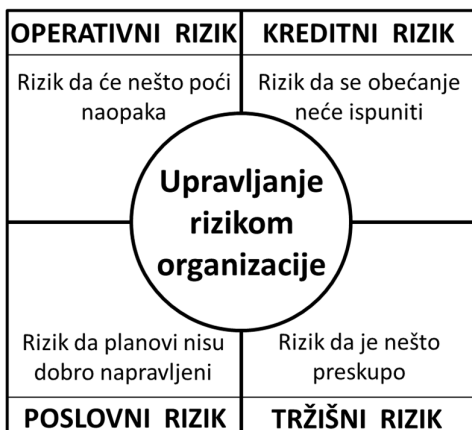 OPERATIVNI RIZIK
KREDITNI RIZIK
Rizik da će nešto poći
naopaka
Rizik da se obećanje
neće ispuniti
Upravljanje
rizikom
organizacije
Rizik da planovi nisu
dobro napravljeni
Rizik da je nešto
preskupo
POSLOVNI RIZIK
TRŽIŠNI RIZIK